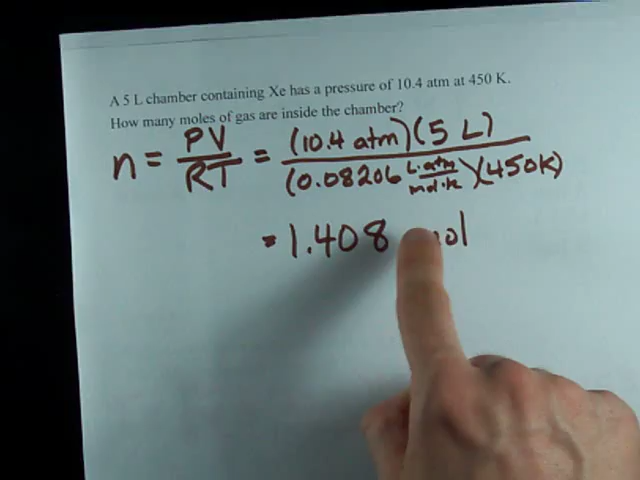 A 5 L chamber containing Xe has a pressure of 10.4 atm at 450 K.
How many moles of gas are inside the chamber?
n = PV/RT = (10.4 atm)(5 L)/(0.08206 L·atm/mol·K)(450K)
= 1.408 mol